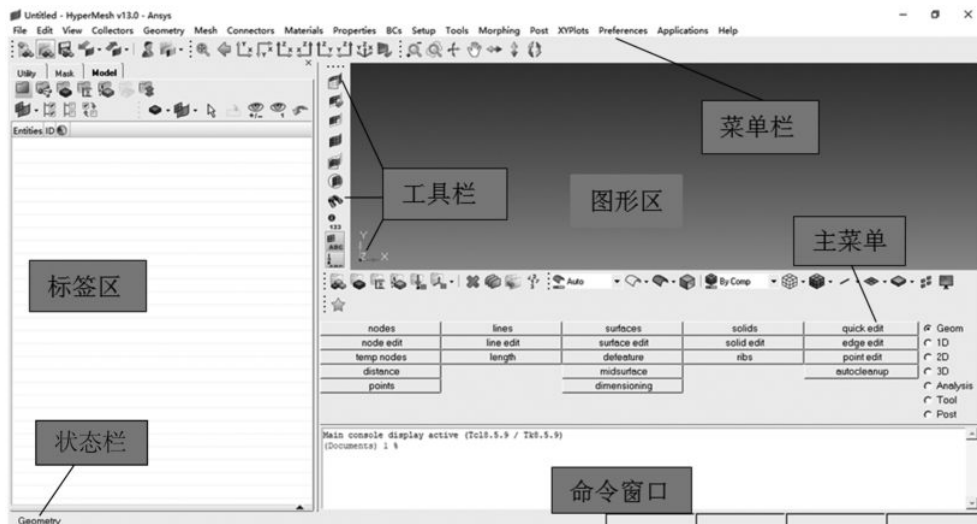 Untitled - HyperMesh v13.0 - Ansys
File Edit View Collectors Geometry Mesh Connectors Materials Properties BCs Setup Tools Morphing Post XYPlots Preferences Applications Help
Utility Mask Model
Entities ID
菜单栏
工具栏
图形区
主菜单
标签区
123
ABC
Y
Z X
Auto
By Comp
nodes lines surfaces solids quick edit Geom
node edit line edit surface edit solid edit edge edit 1D
temp nodes length defeature ribs point edit 2D
distance midsurface autocleanup 3D
points dimensioning Analysis
Tool
Post
状态栏
Main console display active (Tcl8.5.9 / Tk8.5.9)
(Documents) 1 %
命令窗口
Geometry